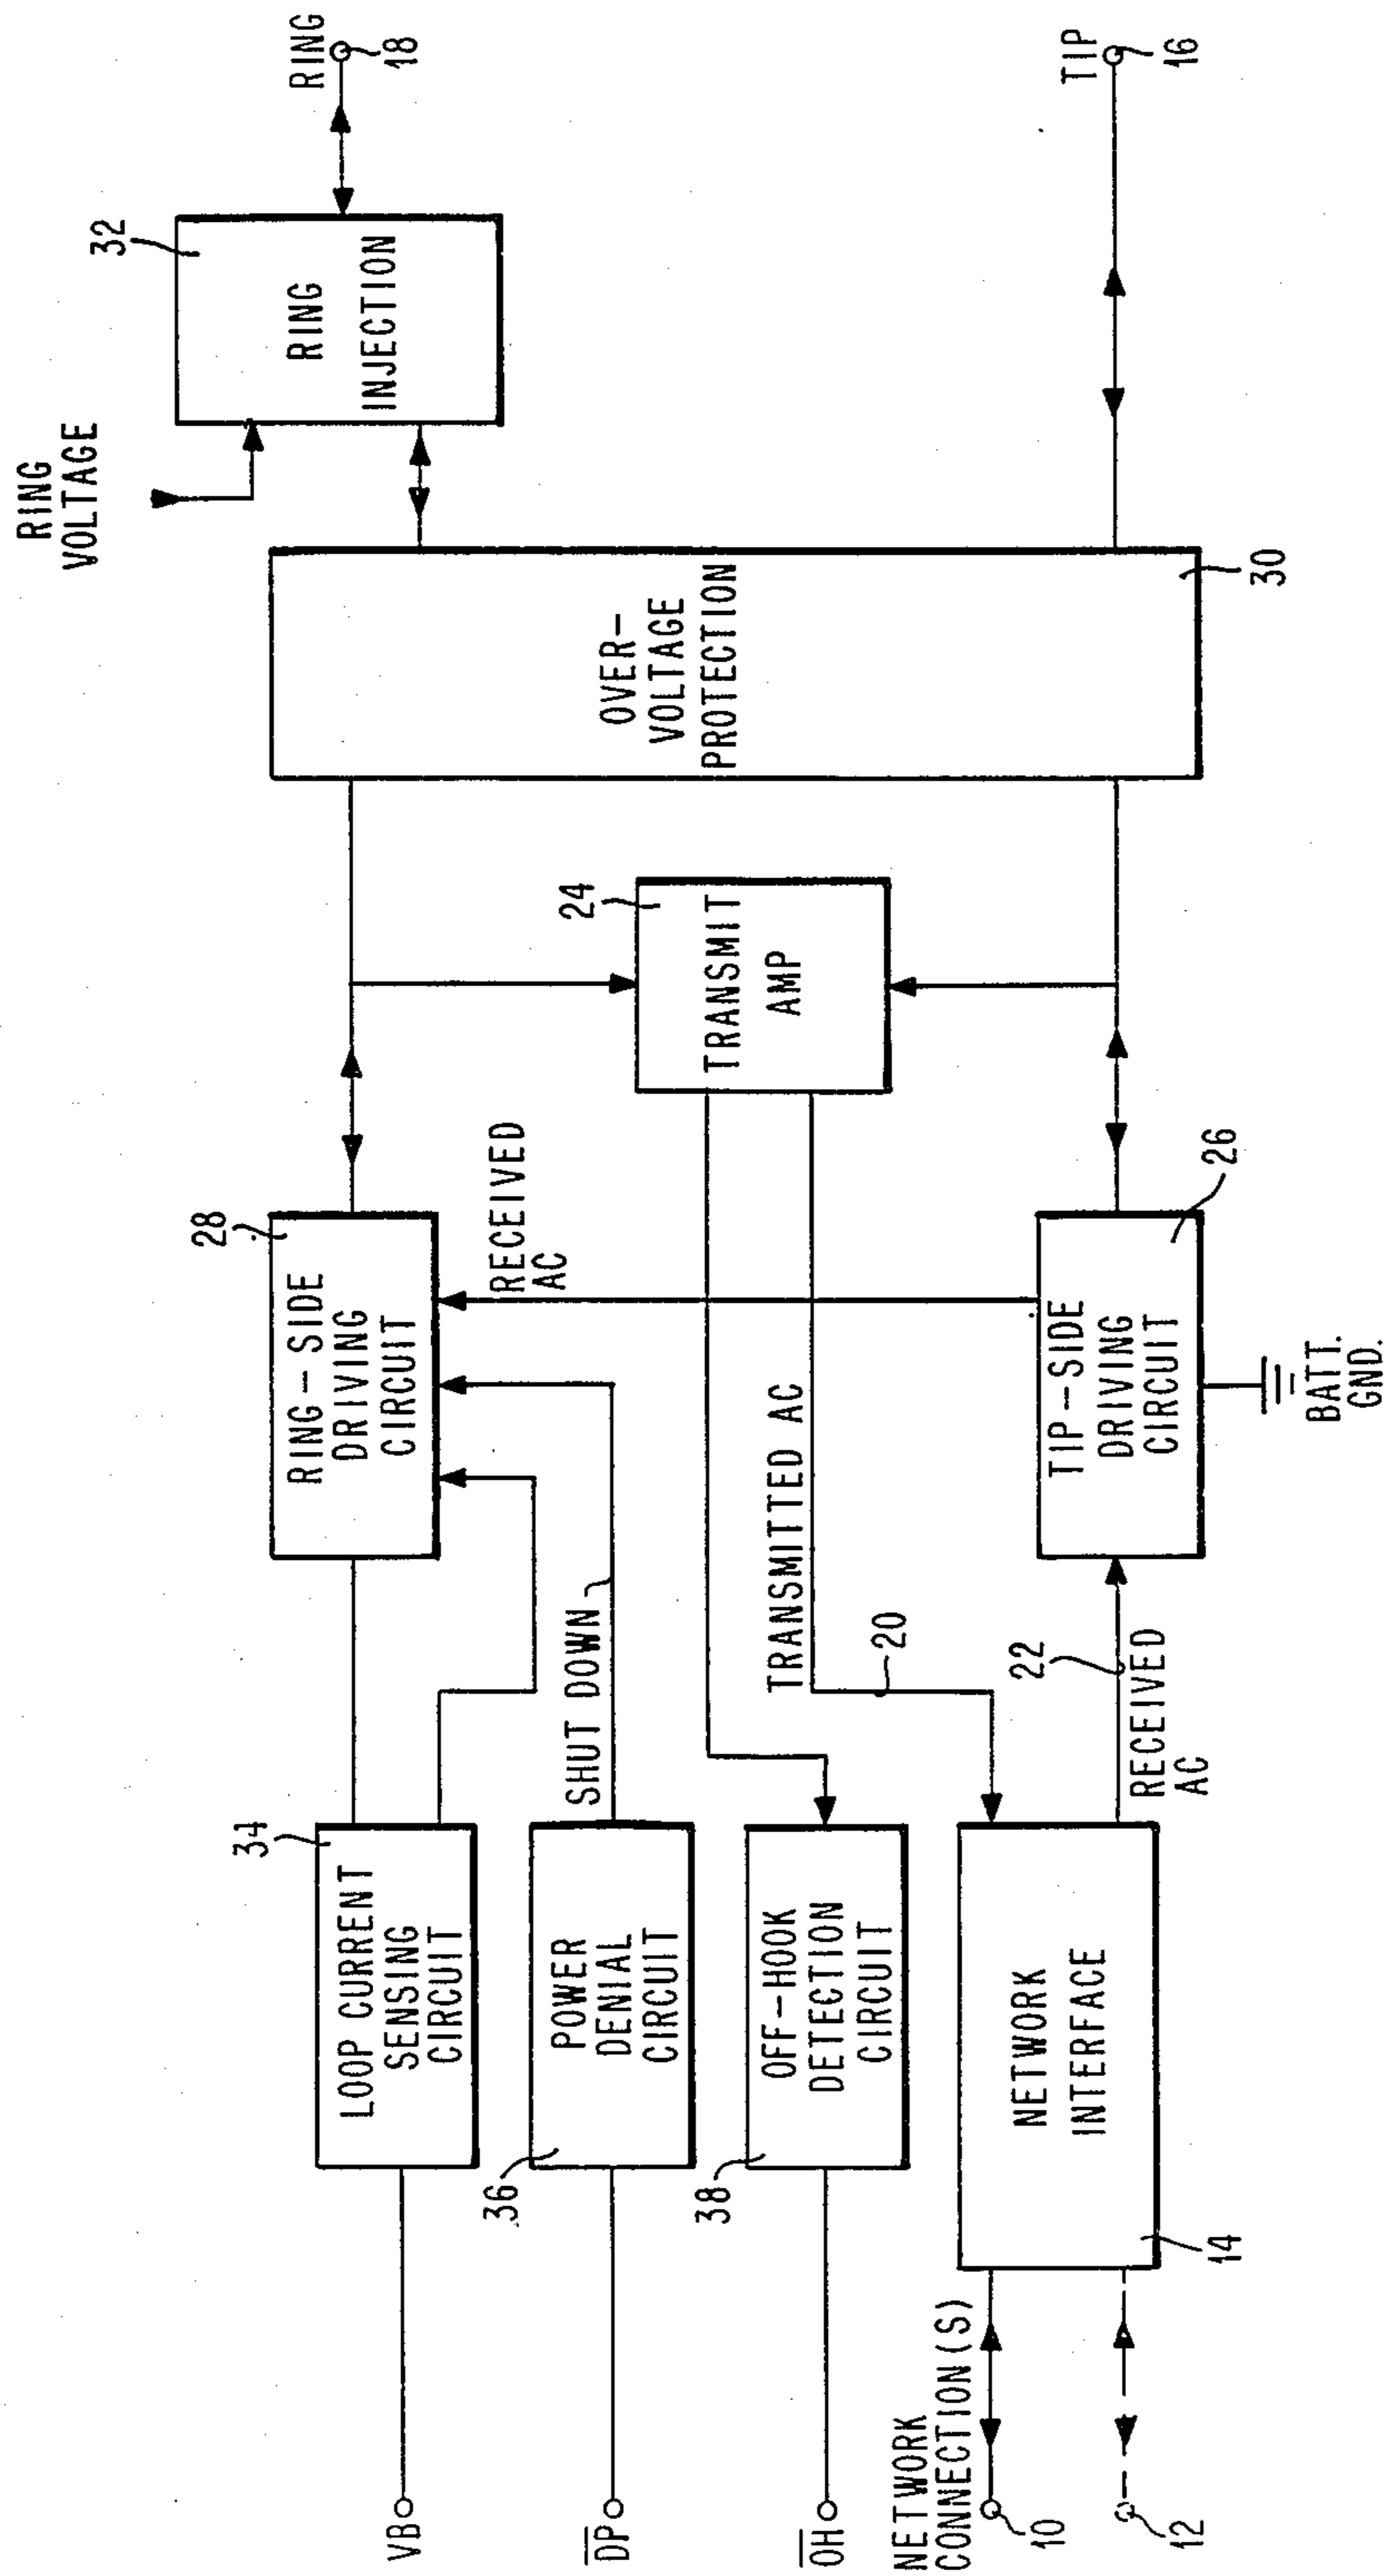 RING
VOLTAGE
32
RING
INJECTION
RING
18
28
RING-SIDE
DRIVING
CIRCUIT
34
LOOP CURRENT
SENSING
CIRCUIT
VB
RECEIVED
AC
24
TRANSMIT
AMP
OVER-
VOLTAGE
PROTECTION
30
SHUT DOWN
POWER
DENIAL
CIRCUIT
36
D̅P̅
TRANSMITTED AC
20
OFF-HOOK
DETECTION
CIRCUIT
38
O̅H̅
NETWORK
CONNECTION(S)
10
12
NETWORK
INTERFACE
14
22
RECEIVED
AC
TIP-SIDE
DRIVING
CIRCUIT
26
BATT.
GND.
TIP
16